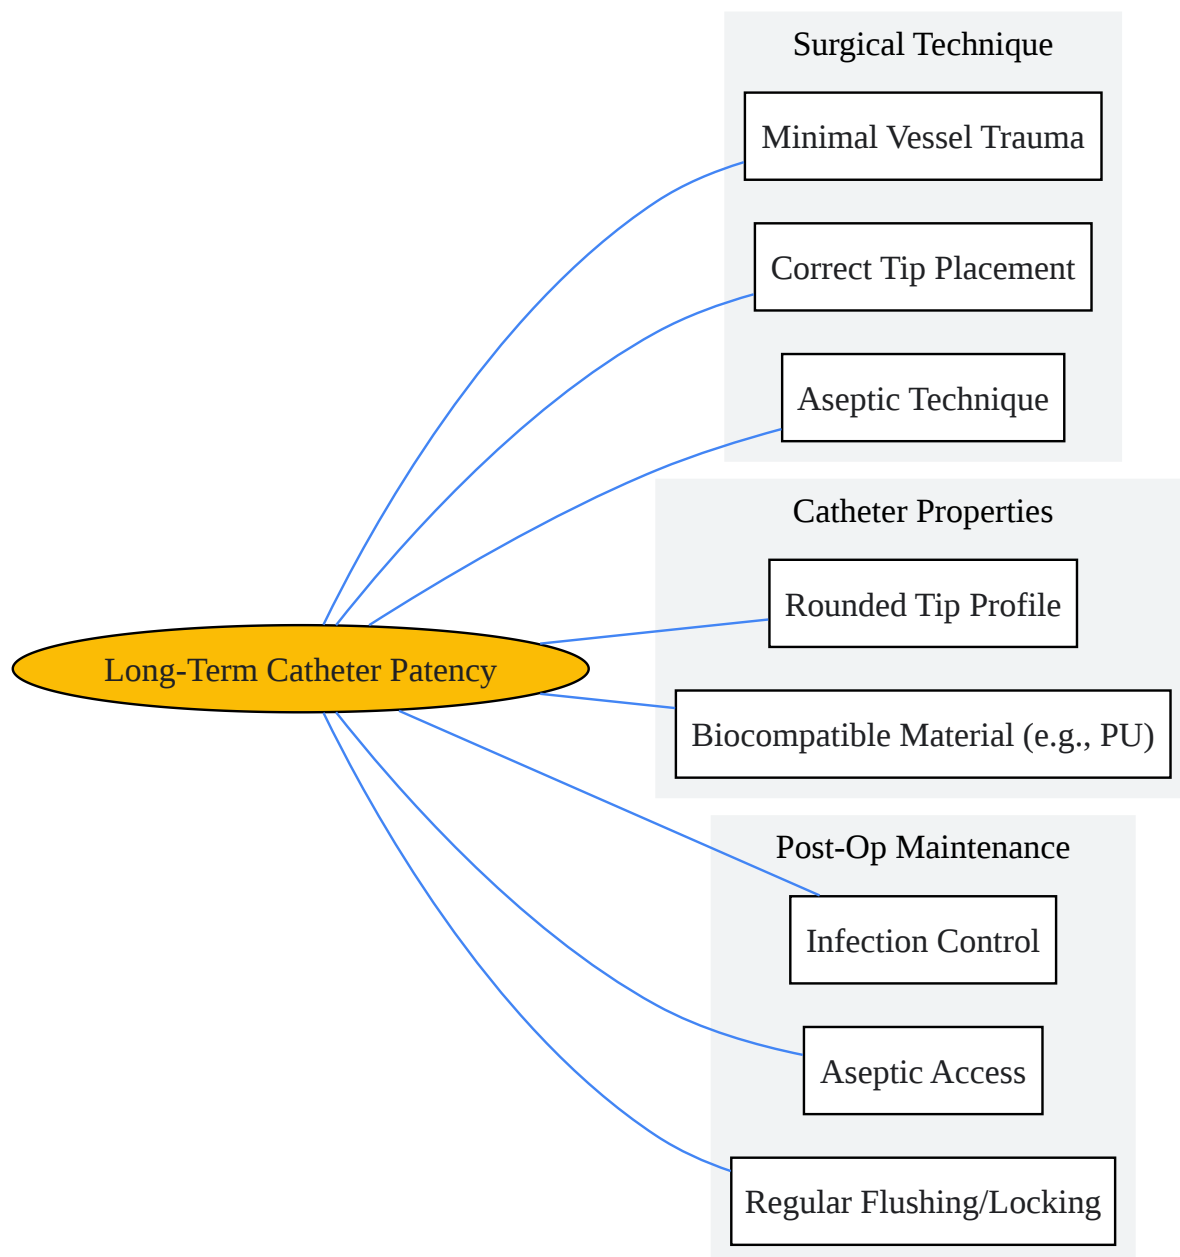 Surgical Technique
Minimal Vessel Trauma
Correct Tip Placement
Aseptic Technique
Catheter Properties
Rounded Tip Profile
Long-Term Catheter Patency
Biocompatible Material (e.g., PU)
Post-Op Maintenance
Infection Control
Aseptic Access
Regular Flushing/Locking